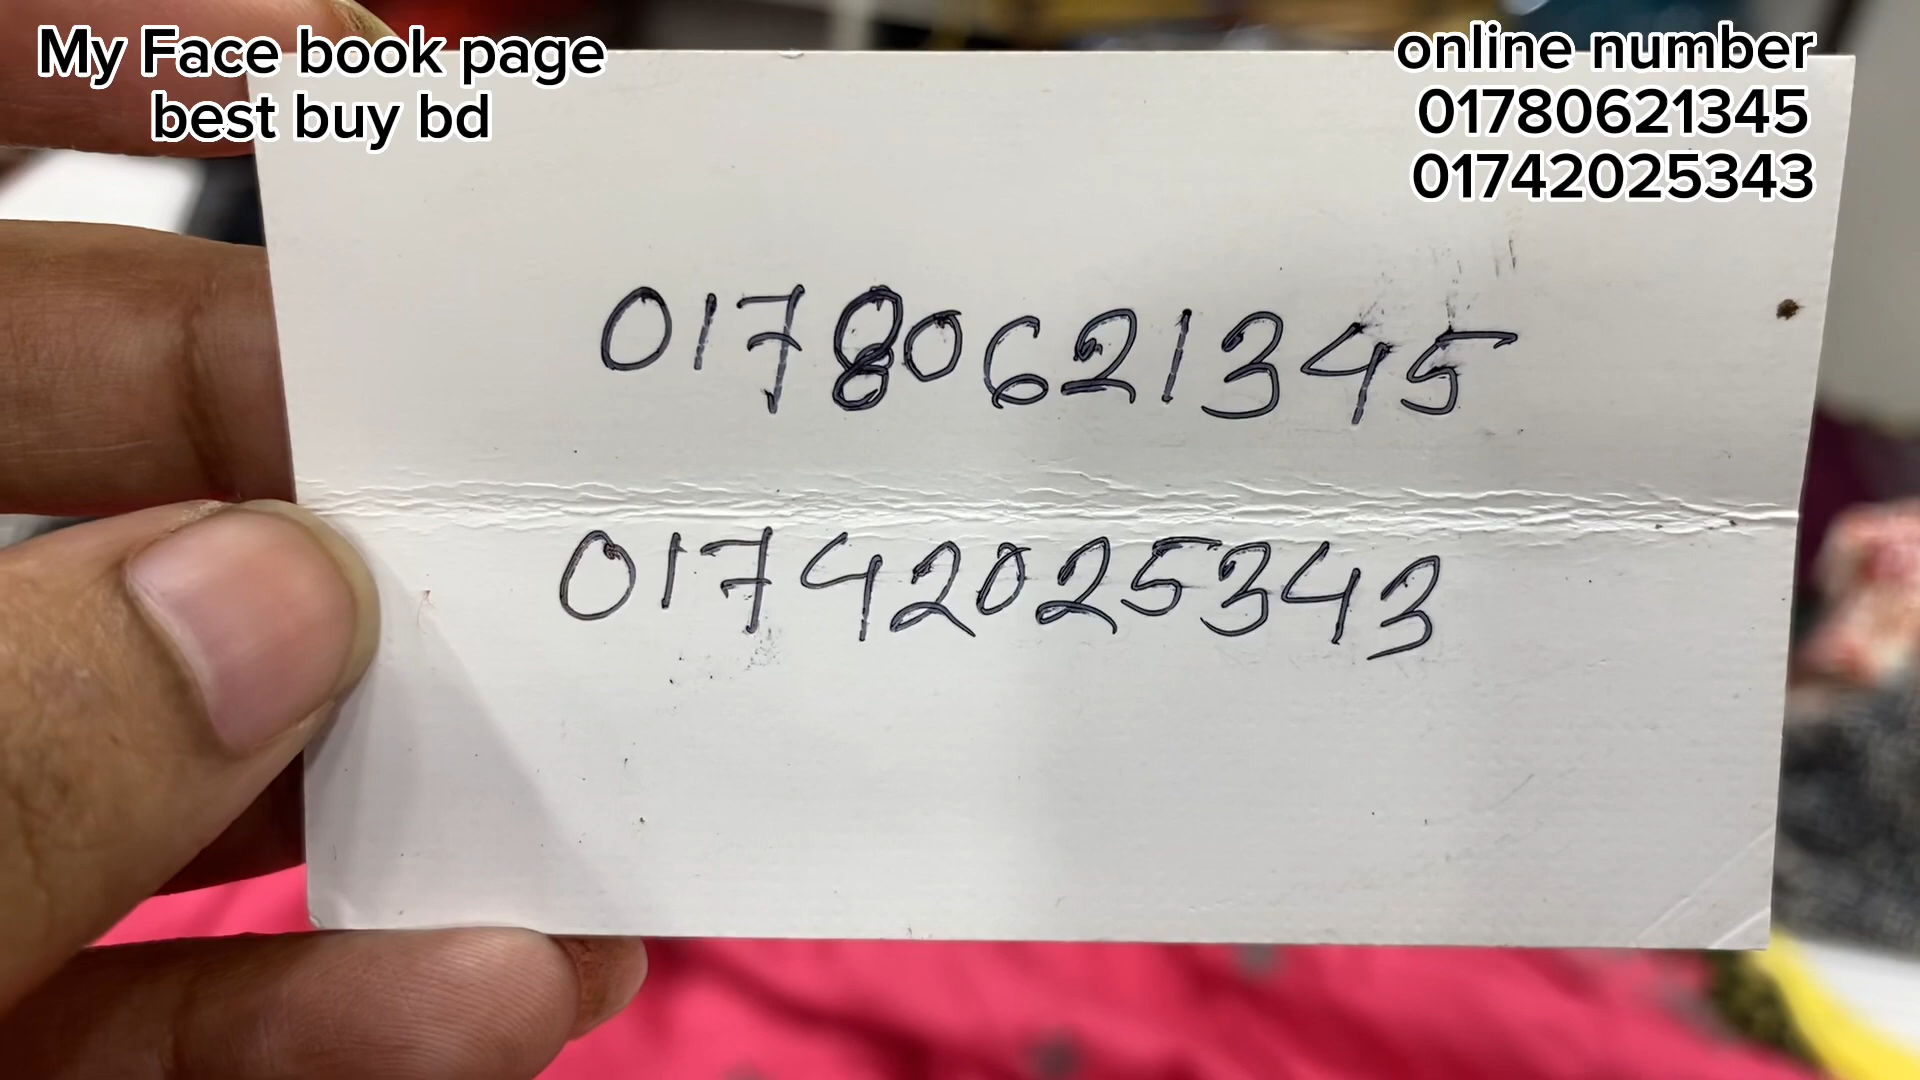 My Face book page
best buy bd
online number
01780621345
01742025343
01780621345
01742025343